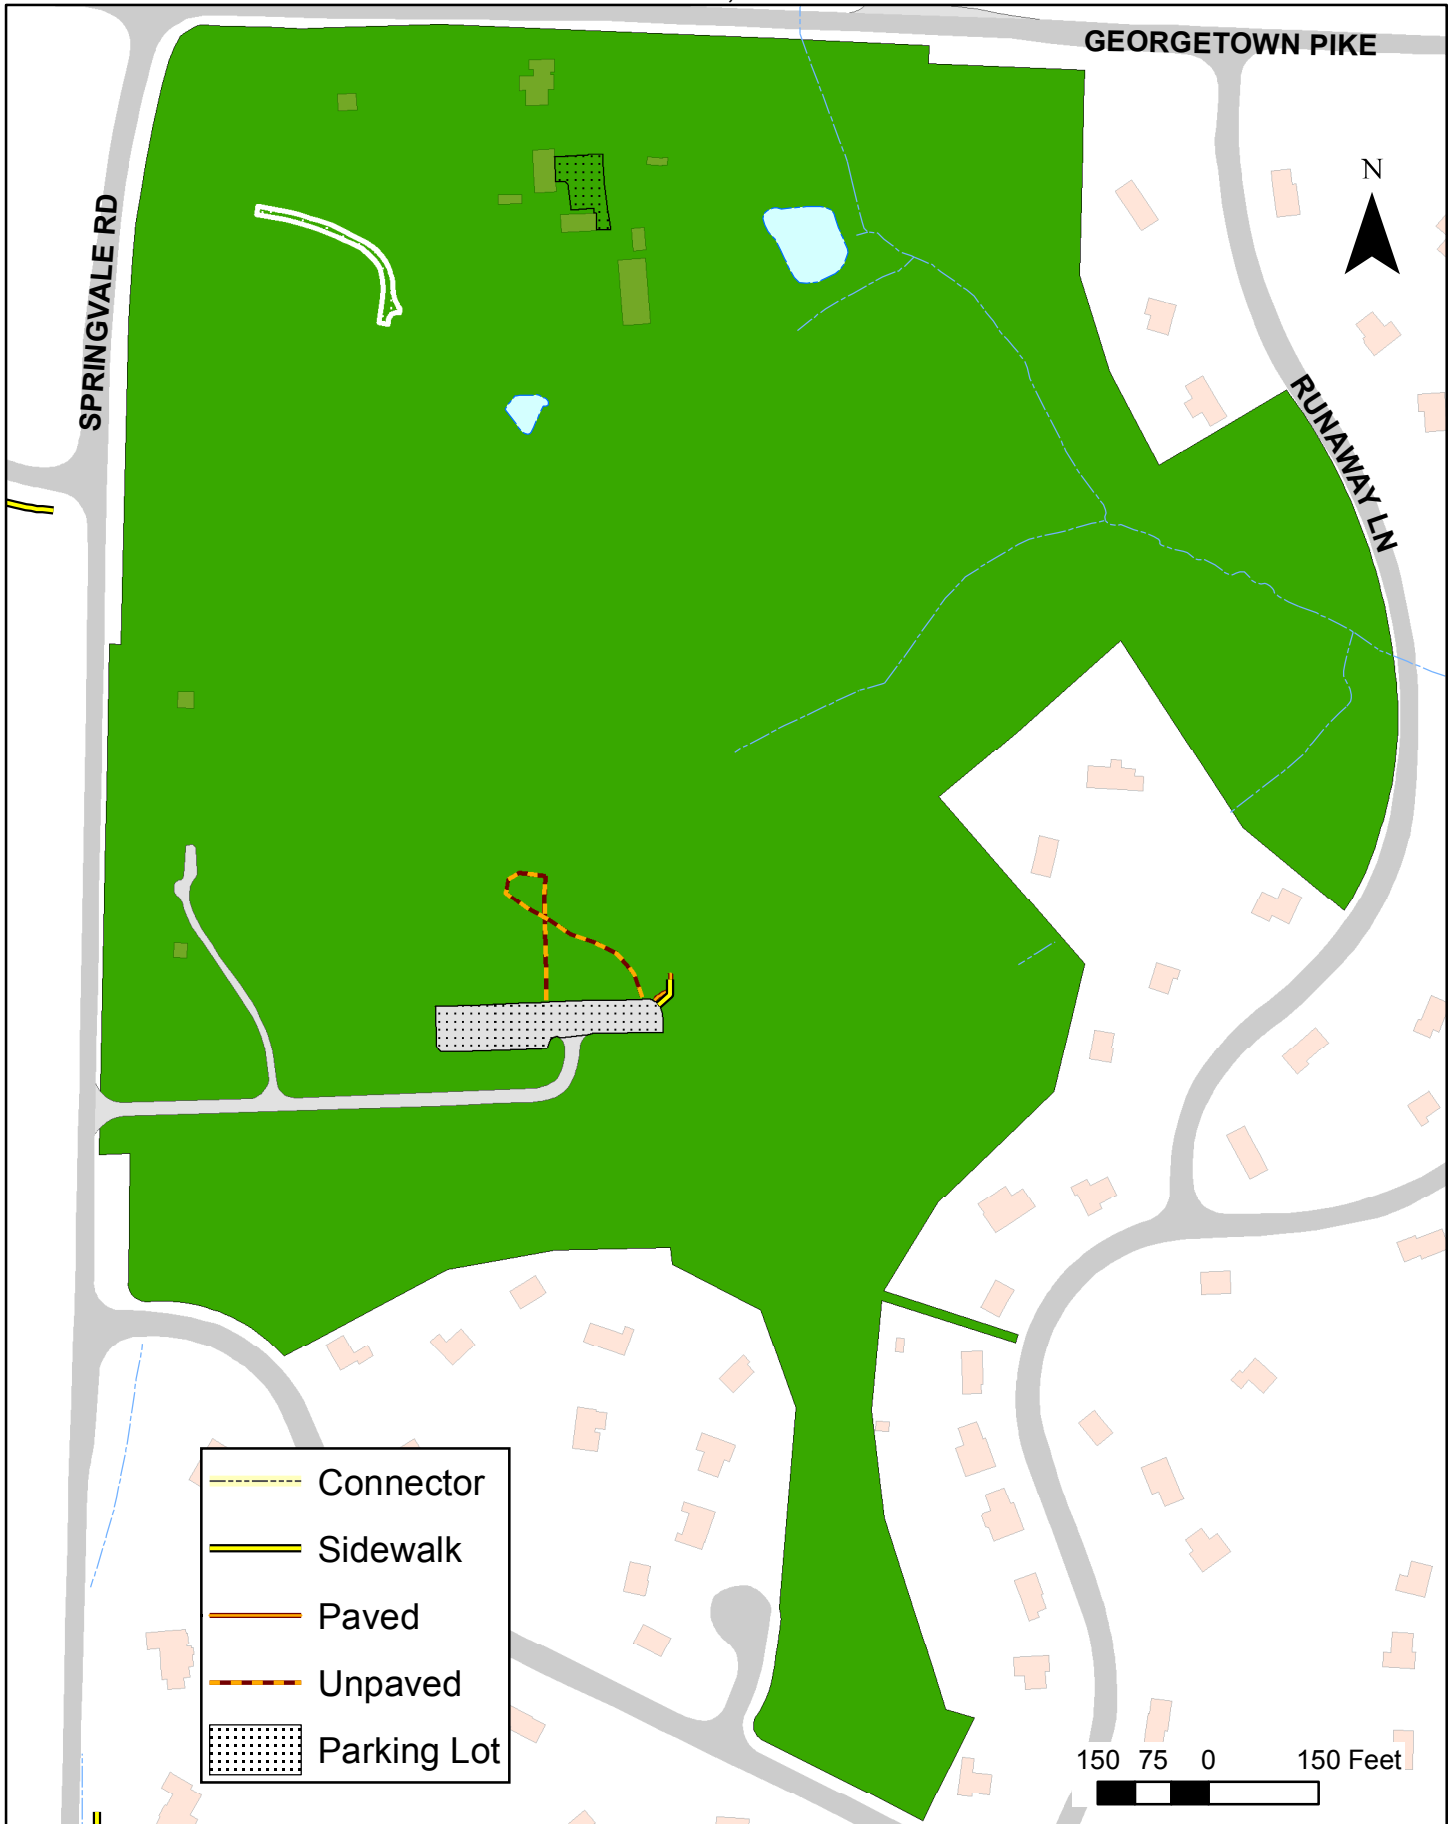 GEORGETOWN PIKE
N
SPRINGVALE RD
RUNAWAY LN
Connector
Sidewalk
Paved
Unpaved
Parking Lot
150 75 0 150 Feet